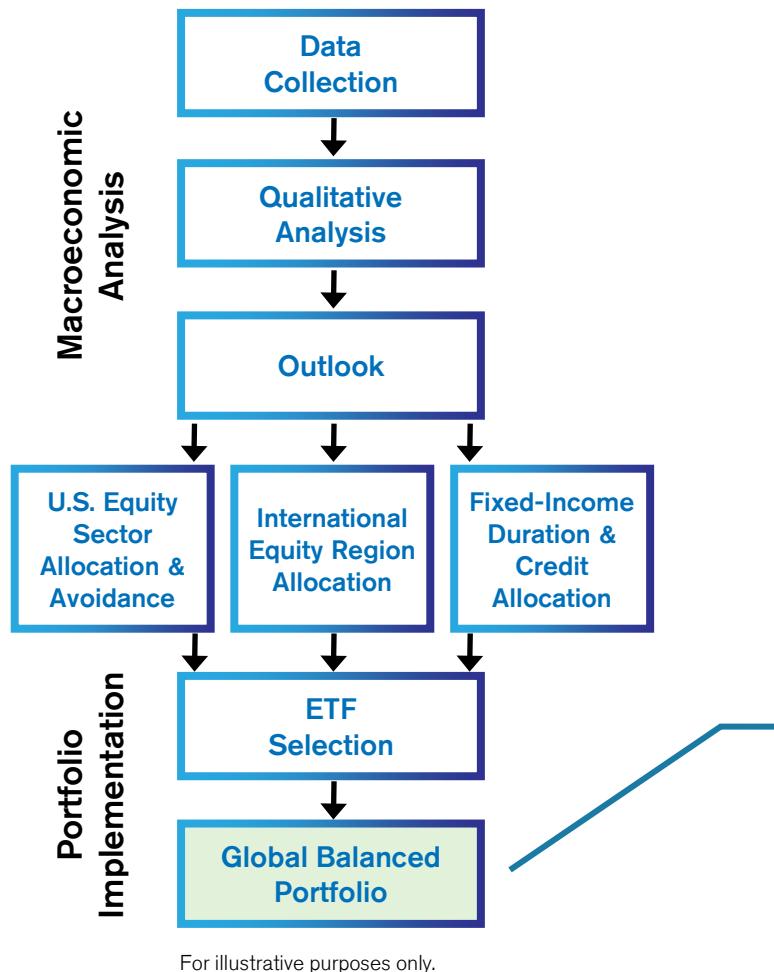 Macroeconomic
Analysis
Data
Collection
Qualitative
Analysis
Outlook
U.S. Equity
Sector
Allocation &
Avoidance
International
Equity Region
Allocation
Fixed-Income
Duration &
Credit
Allocation
Portfolio
Implementation
ETF
Selection
Global Balanced
Portfolio
For illustrative purposes only.